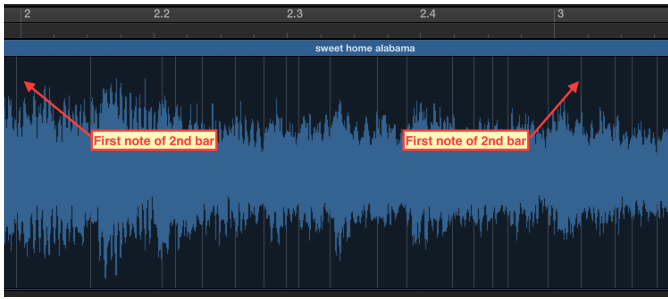 2 2.2 2.3 2.4 3
sweet home alabama
First note of 2nd bar First note of 2nd bar